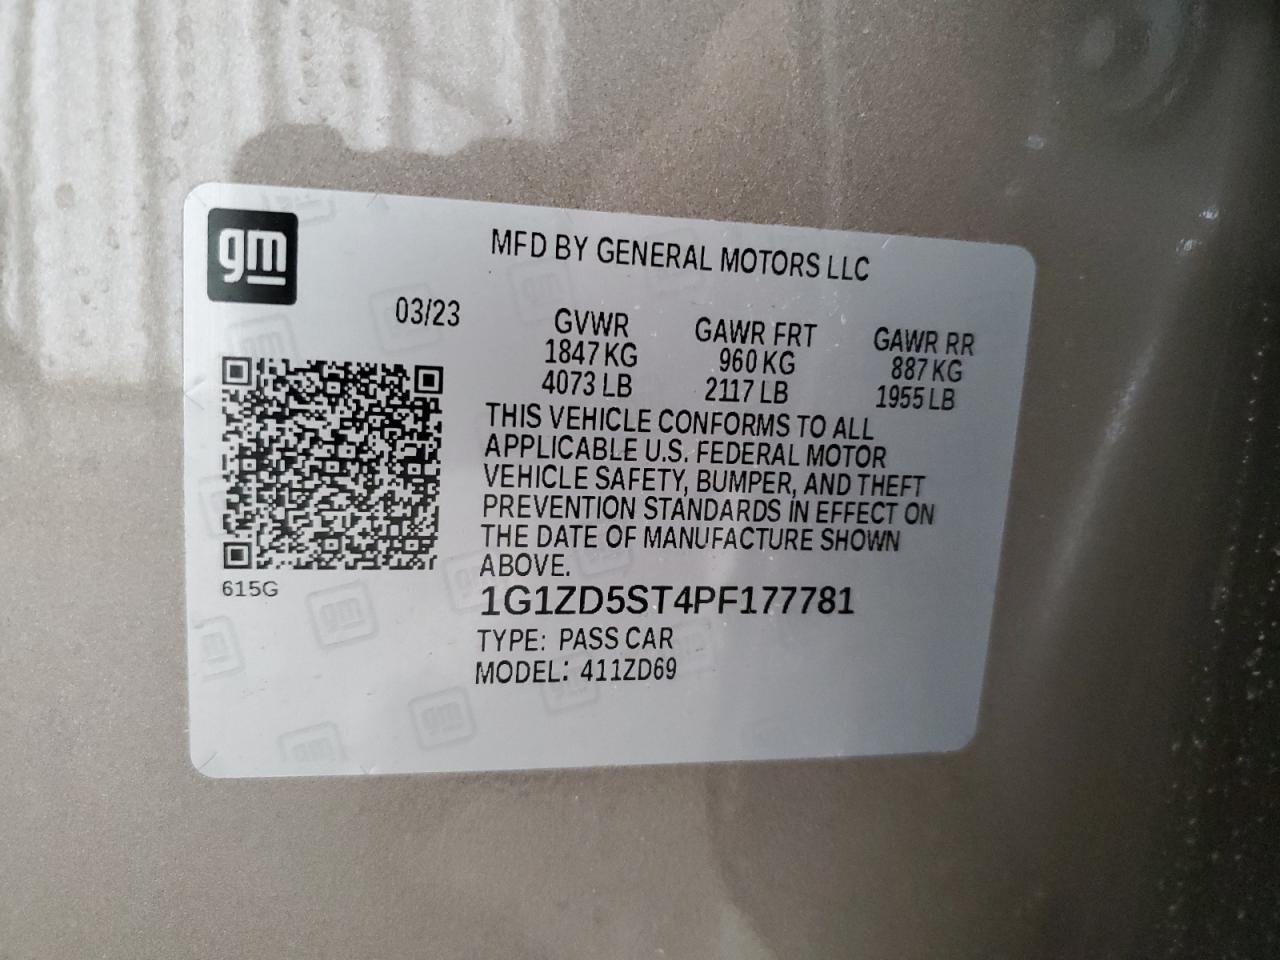 gm
MFD BY GENERAL MOTORS LLC
03/23
GVWR GAWR FRT GAWR RR
1847 KG 960 KG 887 KG
4073 LB 2117 LB 1955 LB
THIS VEHICLE CONFORMS TO ALL
APPLICABLE U.S. FEDERAL MOTOR
VEHICLE SAFETY, BUMPER, AND THEFT
PREVENTION STANDARDS IN EFFECT ON
THE DATE OF MANUFACTURE SHOWN
ABOVE.
615G
1G1ZD5ST4PF177781
TYPE: PASS CAR
MODEL: 411ZD69